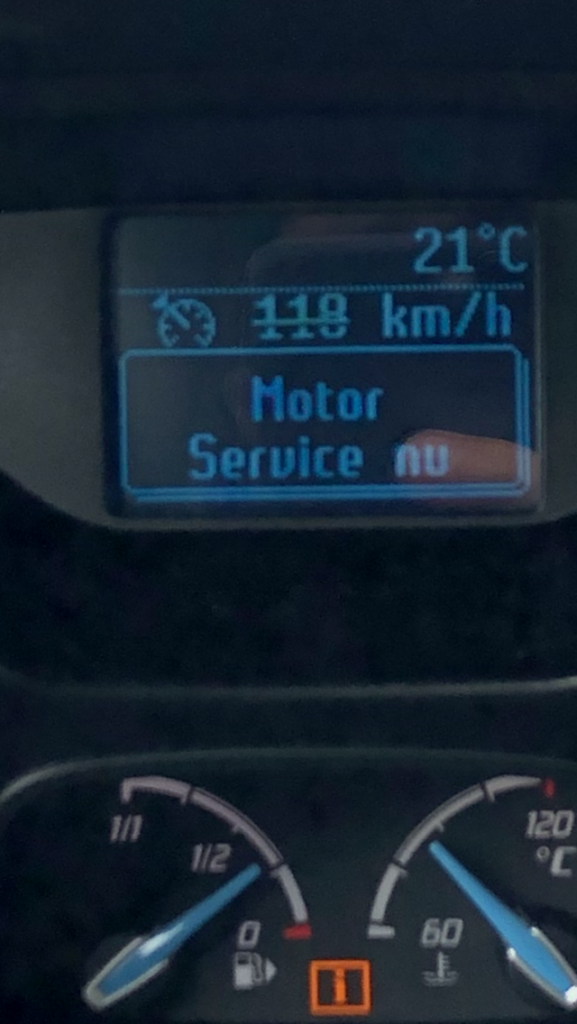 21°C
118 km/h
Motor
Service nu
1/1
1/2
0
120
°C
60